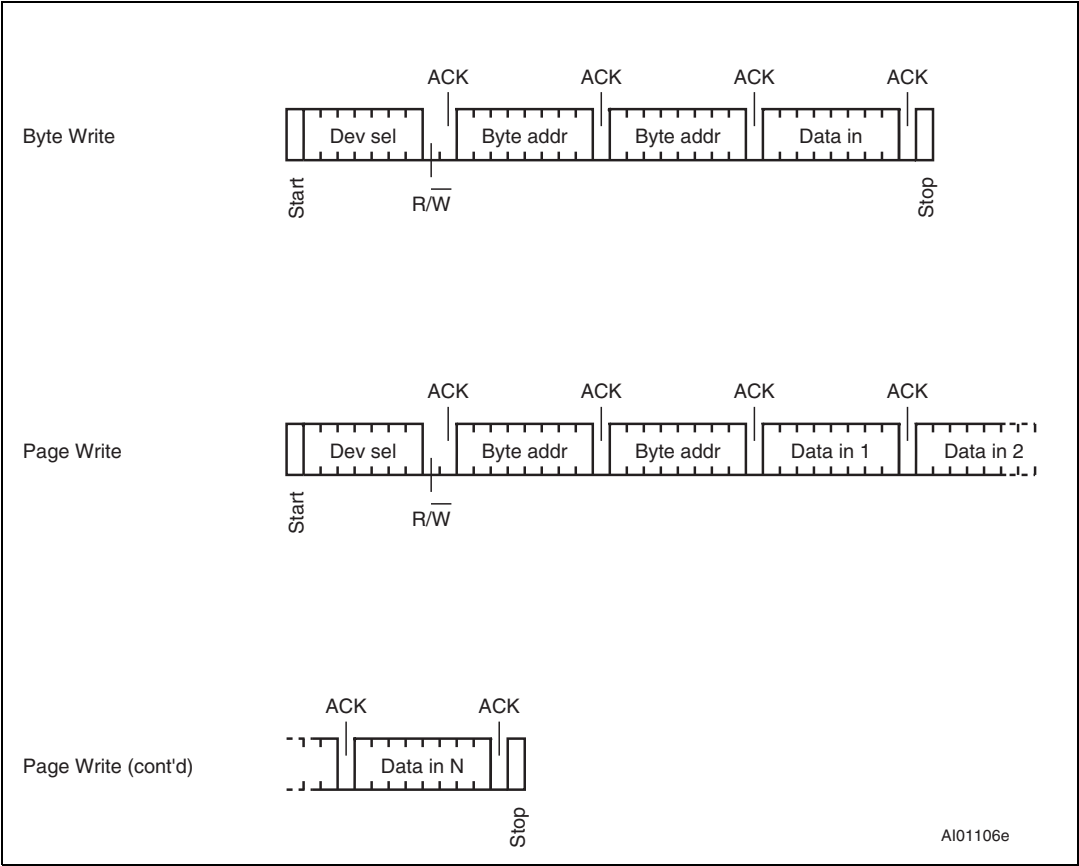 ACK ACK ACK ACK
Byte Write Dev sel Byte addr Byte addr Data in
R/W̅
Start Stop
ACK ACK ACK ACK
Page Write Dev sel Byte addr Byte addr Data in 1 Data in 2
R/W̅
Start
ACK ACK
Page Write (cont'd) Data in N
Stop
AI01106e